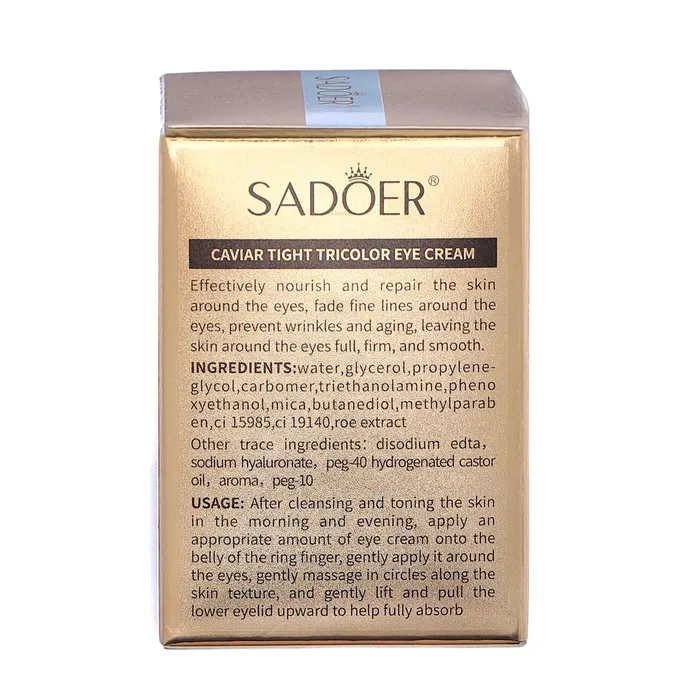 SADOER
SADOER®
CAVIAR TIGHT TRICOLOR EYE CREAM
Effectively nourish and repair the skin
around the eyes, fade fine lines around the
eyes, prevent wrinkles and aging, leaving the
skin around the eyes full, firm, and smooth.
INGREDIENTS:water,glycerol,propylene-
glycol,carbomer,triethanolamine,pheno
xyethanol,mica,butanediol,methylparab
en,ci 15985,ci 19140,roe extract
Other trace ingredients: disodium edta,
sodium hyaluronate, peg-40 hydrogenated castor
oil, aroma, peg-10
USAGE: After cleansing and toning the skin
in the morning and evening, apply an
appropriate amount of eye cream onto the
belly of the ring finger, gently apply it around
the eyes, gently massage in circles along the
skin texture, and gently lift and pull the
lower eyelid upward to help fully absorb